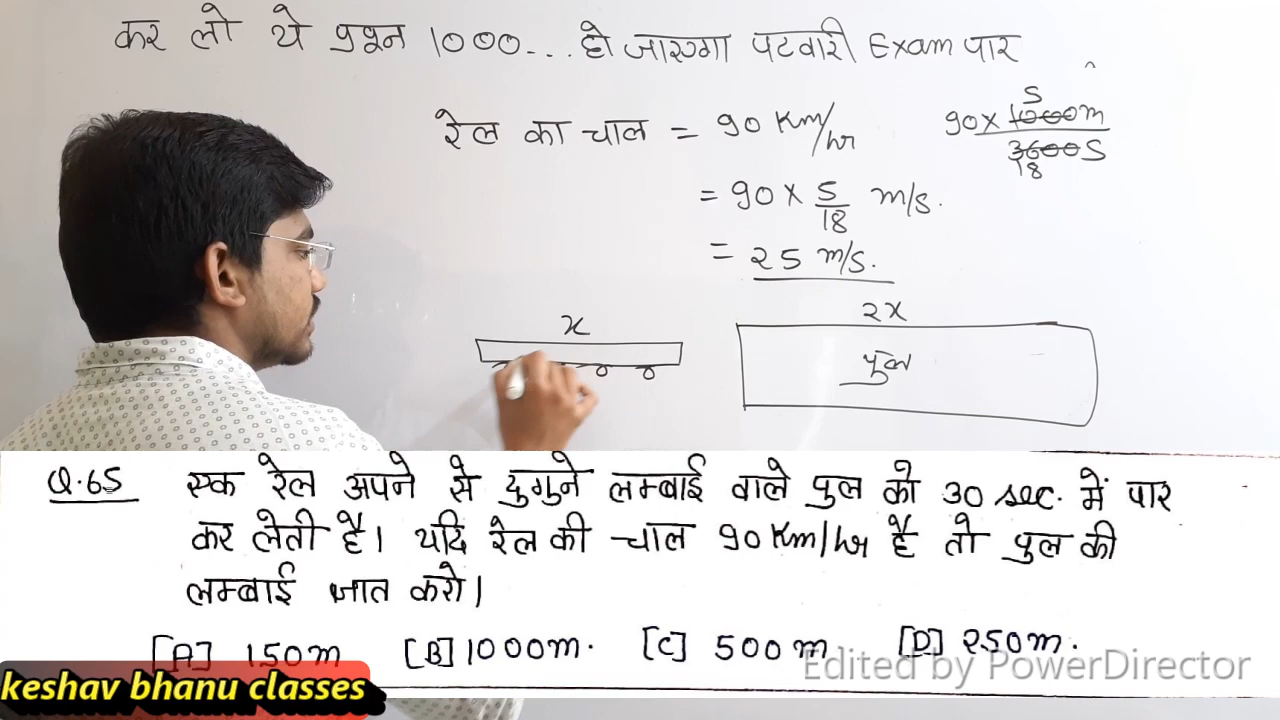 कर लो ये प्रश्न 1000... हो जाएगा पटवारी Exam पार
रेल का चाल = 90 Km/hr
90 × 1000m / 3600 S
5
18
= 90 × 5/18 m/s.
= 25 m/s.
x
2x
पुल
Q.65 एक रेल अपने से दुगुने लम्बाई वाले पुल को 30 sec. में पार
कर लेती है। यदि रेल की चाल 90 Km/hr है तो पुल की
लम्बाई ज्ञात करो।
[A] 150m [B] 1000m. [C] 500m [D] 250m.
Edited by PowerDirector
keshav bhanu classes